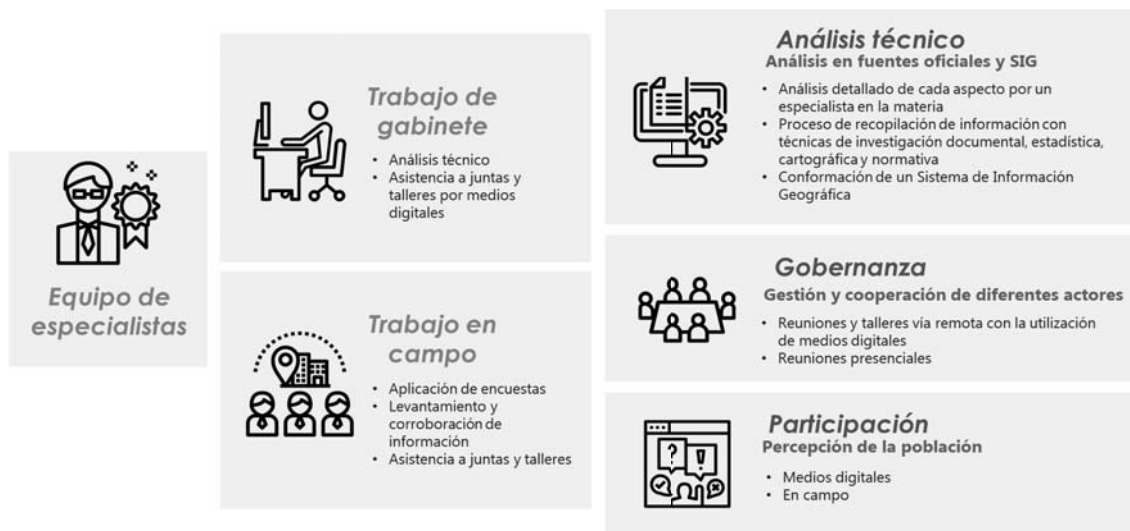 Equipo de
especialistas
Trabajo de
gabinete
• Análisis técnico
• Asistencia a juntas y
talleres por medios
digitales
Trabajo en
campo
• Aplicación de encuestas
• Levantamiento y
corroboración de
información
• Asistencia a juntas y talleres
Análisis técnico
Análisis en fuentes oficiales y SIG
• Análisis detallado de cada aspecto por un
especialista en la materia
• Proceso de recopilación de información con
técnicas de investigación documental, estadística,
cartográfica y normativa
• Conformación de un Sistema de Información
Geográfica
Gobernanza
Gestión y cooperación de diferentes actores
• Reuniones y talleres vía remota con la utilización
de medios digitales
• Reuniones presenciales
Participación
Percepción de la población
• Medios digitales
• En campo